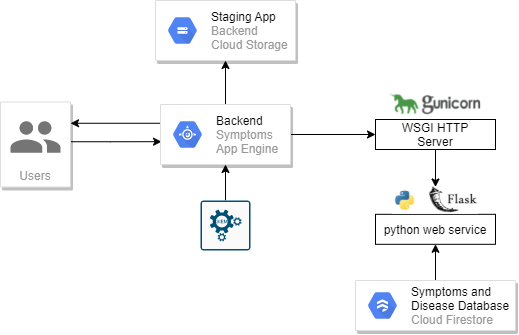 Staging App
Backend
Cloud Storage
gunicorn
Backend
Symptoms
App Engine
WSGI HTTP
Server
Users
Flask
python web service
Symptoms and
Disease Database
Cloud Firestore